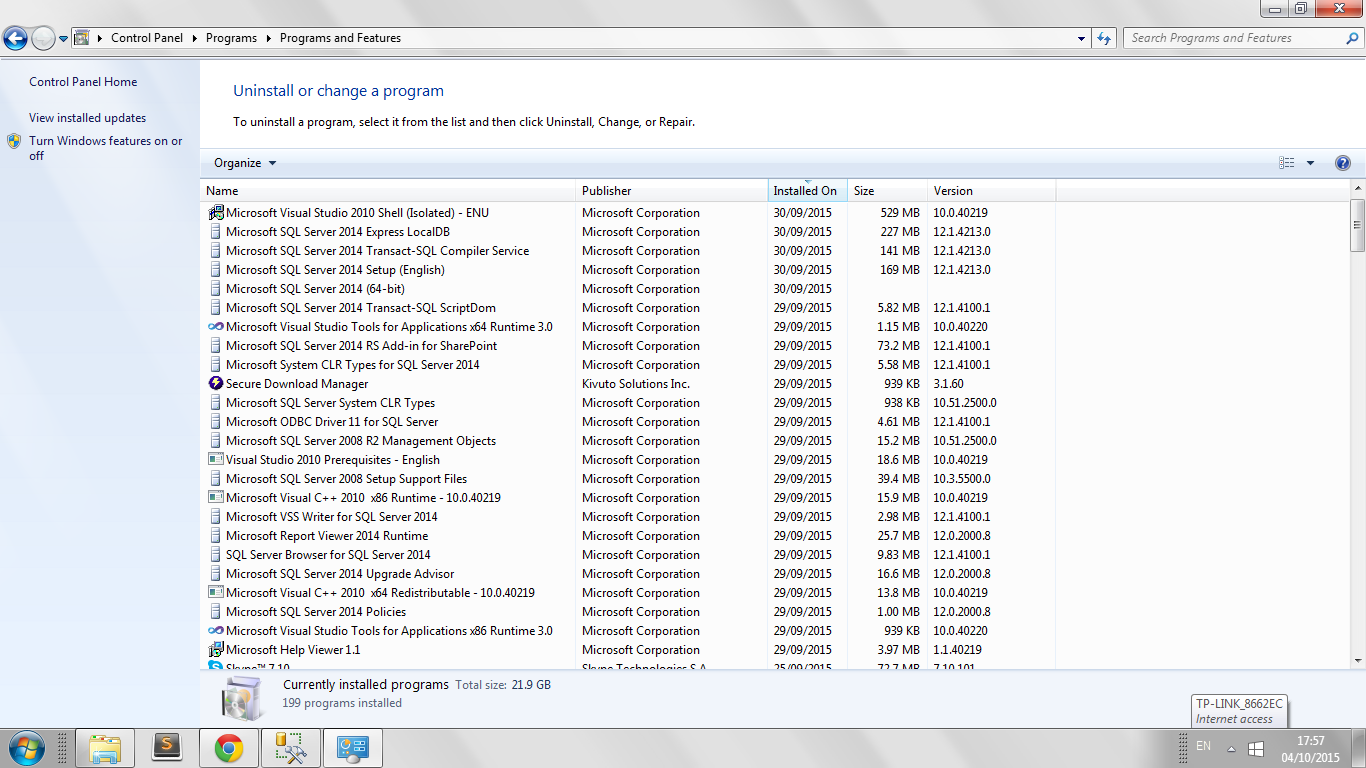 Control Panel Programs Programs and Features
Search Programs and Features
Control Panel Home
View installed updates
Turn Windows features on or
off
Uninstall or change a program
To uninstall a program, select it from the list and then click Uninstall, Change, or Repair.
Organize
Name Publisher Installed On Size Version
Microsoft Visual Studio 2010 Shell (Isolated) - ENU Microsoft Corporation 30/09/2015 529 MB 10.0.40219
Microsoft SQL Server 2014 Express LocalDB Microsoft Corporation 30/09/2015 227 MB 12.1.4213.0
Microsoft SQL Server 2014 Transact-SQL Compiler Service Microsoft Corporation 30/09/2015 141 MB 12.1.4213.0
Microsoft SQL Server 2014 Setup (English) Microsoft Corporation 30/09/2015 169 MB 12.1.4213.0
Microsoft SQL Server 2014 (64-bit) Microsoft Corporation 30/09/2015
Microsoft SQL Server 2014 Transact-SQL ScriptDom Microsoft Corporation 29/09/2015 5.82 MB 12.1.4100.1
Microsoft Visual Studio Tools for Applications x64 Runtime 3.0 Microsoft Corporation 29/09/2015 1.15 MB 10.0.40220
Microsoft SQL Server 2014 RS Add-in for SharePoint Microsoft Corporation 29/09/2015 73.2 MB 12.1.4100.1
Microsoft System CLR Types for SQL Server 2014 Microsoft Corporation 29/09/2015 5.58 MB 12.1.4100.1
Secure Download Manager Kivuto Solutions Inc. 29/09/2015 939 KB 3.1.60
Microsoft SQL Server System CLR Types Microsoft Corporation 29/09/2015 938 KB 10.51.2500.0
Microsoft ODBC Driver 11 for SQL Server Microsoft Corporation 29/09/2015 4.61 MB 12.1.4100.1
Microsoft SQL Server 2008 R2 Management Objects Microsoft Corporation 29/09/2015 15.2 MB 10.51.2500.0
Visual Studio 2010 Prerequisites - English Microsoft Corporation 29/09/2015 18.6 MB 10.0.40219
Microsoft SQL Server 2008 Setup Support Files Microsoft Corporation 29/09/2015 39.4 MB 10.3.5500.0
Microsoft Visual C++ 2010  x86 Runtime - 10.0.40219 Microsoft Corporation 29/09/2015 15.9 MB 10.0.40219
Microsoft VSS Writer for SQL Server 2014 Microsoft Corporation 29/09/2015 2.98 MB 12.1.4100.1
Microsoft Report Viewer 2014 Runtime Microsoft Corporation 29/09/2015 25.7 MB 12.0.2000.8
SQL Server Browser for SQL Server 2014 Microsoft Corporation 29/09/2015 9.83 MB 12.1.4100.1
Microsoft SQL Server 2014 Upgrade Advisor Microsoft Corporation 29/09/2015 16.6 MB 12.0.2000.8
Microsoft Visual C++ 2010  x64 Redistributable - 10.0.40219 Microsoft Corporation 29/09/2015 13.8 MB 10.0.40219
Microsoft SQL Server 2014 Policies Microsoft Corporation 29/09/2015 1.00 MB 12.0.2000.8
Microsoft Visual Studio Tools for Applications x86 Runtime 3.0 Microsoft Corporation 29/09/2015 939 KB 10.0.40220
Microsoft Help Viewer 1.1 Microsoft Corporation 29/09/2015 3.97 MB 1.1.40219
Skype™ 7.10 Skype Technologies S.A. 25/09/2015 72.7 MB 7.10.101
Currently installed programs Total size: 21.9 GB
199 programs installed
TP-LINK_8662EC
Internet access
EN
17:57
04/10/2015